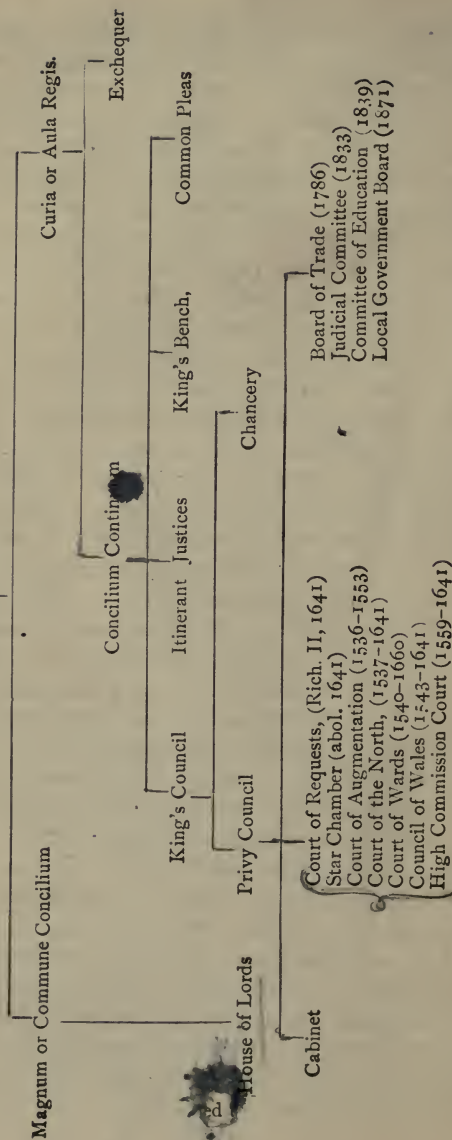 Magnum or Commune Concilium
Curia or Aula Regis.
Concilium
Exchequer
King's Council
Itinerant Justices
King's Bench,
Common Pleas
House of Lords
Privy Council
Chancery
Cabinet
Court of Requests, (Rich. II, 1641)
Star Chamber (abol. 1641)
Court of Augmentation (1536-1553)
Court of the North, (1537-1641)
Court of Wards (1540-1660)
Council of Wales (1543-1641)
High Commission Court (1559-1641)
Board of Trade (1786)
Judicial Committee (1833)
Committee of Education (1839)
Local Government Board (1871)